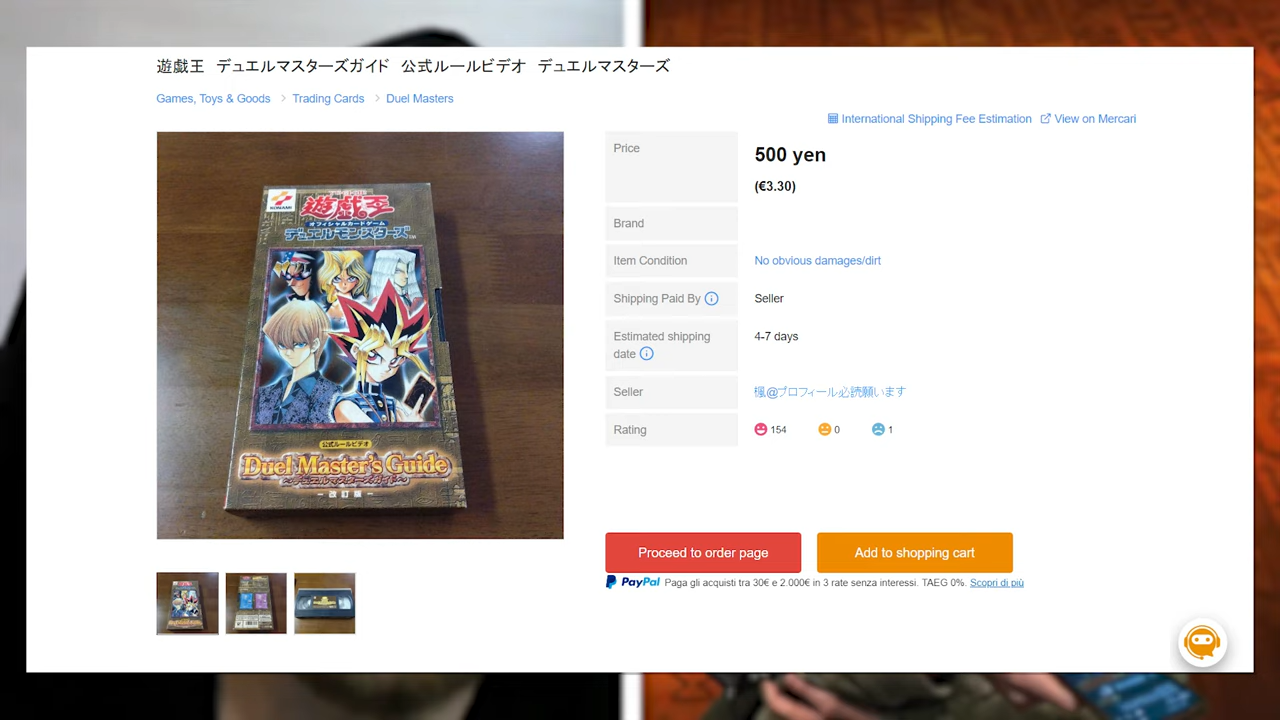 遊戯王 デュエルマスターズガイド 公式ルールビデオ デュエルマスターズ
Games, Toys & Goods > Trading Cards > Duel Masters
International Shipping Fee Estimation View on Mercari
KONAMI
遊戯王
オフィシャルカードゲーム
デュエルモンスターズ
公式ルールビデオ
Duel Master's Guide
デュエルマスターズガイド
改訂版
Price
500 yen
(€3.30)
Brand
Item Condition
No obvious damages/dirt
Shipping Paid By
Seller
Estimated shipping
date
4-7 days
Seller
楓@プロフィール必読願います
Rating
154
0
1
Proceed to order page
Add to shopping cart
PayPal Paga gli acquisti tra 30€ e 2.000€ in 3 rate senza interessi. TAEG 0%. Scopri di più